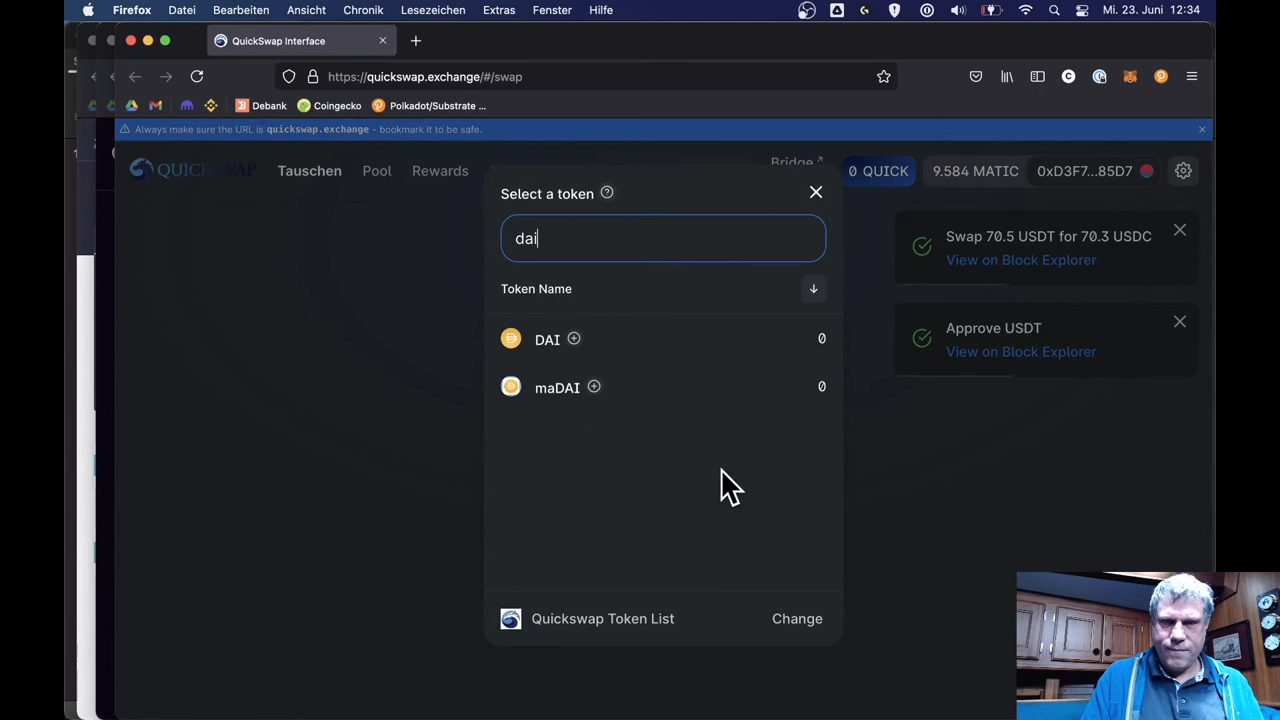 Firefox Datei Bearbeiten Ansicht Chronik Lesezeichen Extras Fenster Hilfe Mi. 23. Juni 12:34
QuickSwap Interface
https://quickswap.exchange/#/swap
Debank Coingecko Polkadot/Substrate ...
Always make sure the URL is quickswap.exchange - bookmark it to be safe.
QUICKSWAP Tauschen Pool Rewards Bridge 0 QUICK 9.584 MATIC 0xD3F7...85D7
Select a token
dai
Token Name
DAI 0
maDAI 0
Quickswap Token List Change
Swap 70.5 USDT for 70.3 USDC
View on Block Explorer
Approve USDT
View on Block Explorer